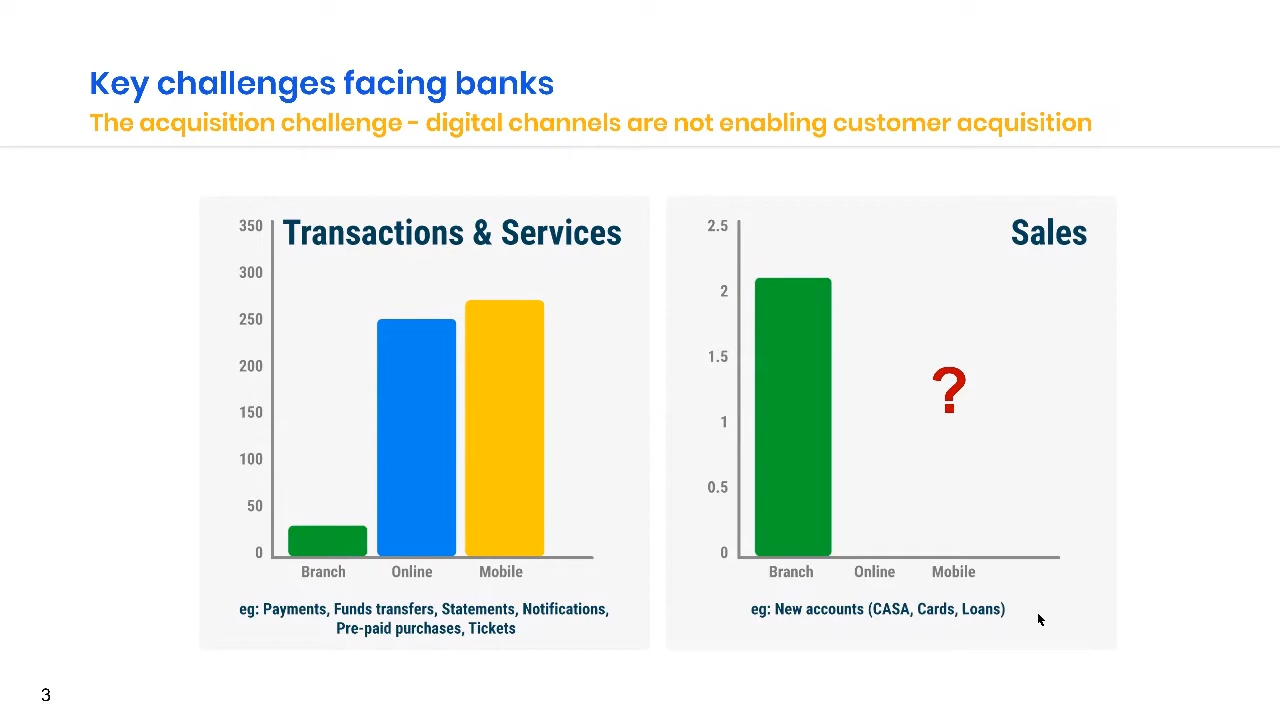 Key challenges facing banks
The acquisition challenge - digital channels are not enabling customer acquisition
Transactions & Services
350
300
250
200
150
100
50
0
Branch Online Mobile
eg: Payments, Funds transfers, Statements, Notifications,
Pre-paid purchases, Tickets
Sales
2.5
2
1.5
1
0.5
0
?
Branch Online Mobile
eg: New accounts (CASA, Cards, Loans)
3